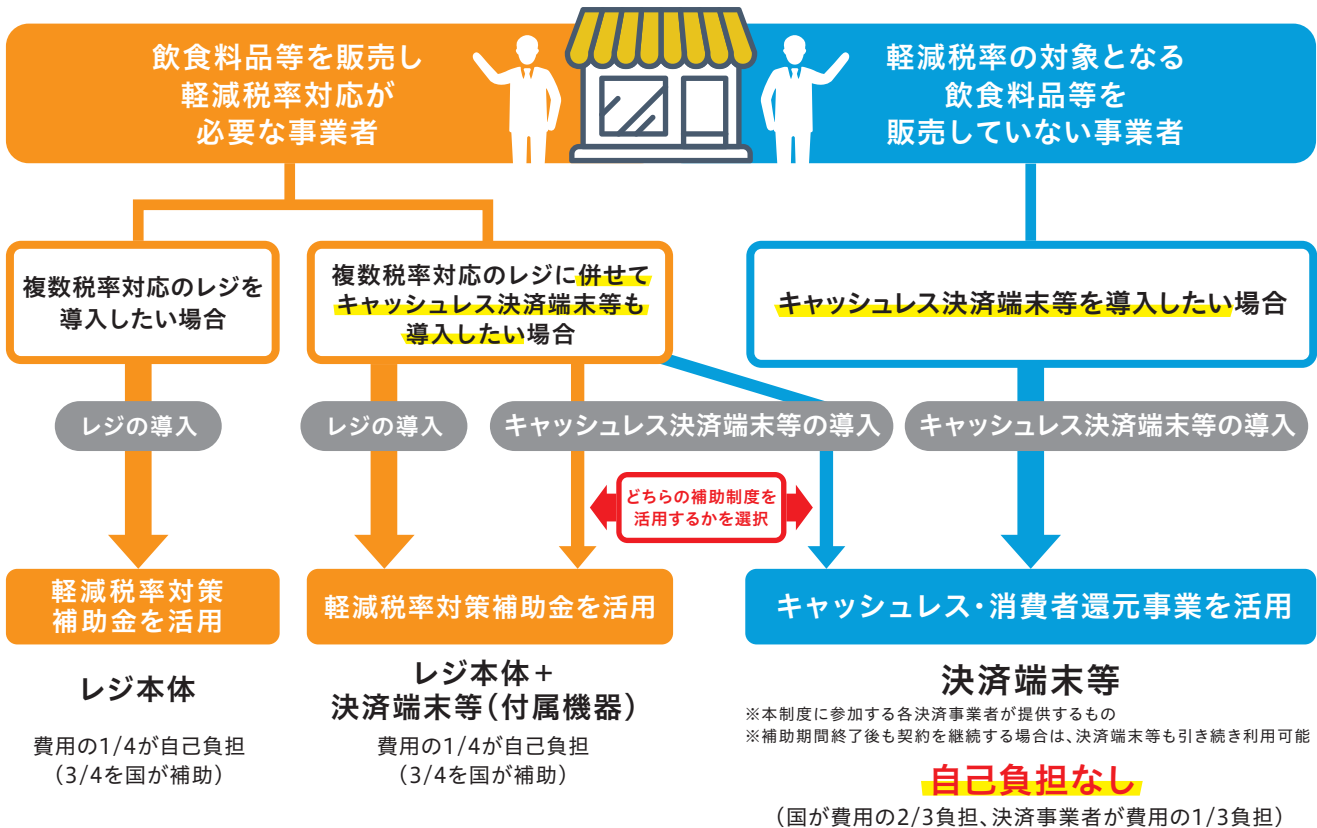 飲食料品等を販売し
軽減税率対応が
必要な事業者
軽減税率の対象となる
飲食料品等を
販売していない事業者
複数税率対応のレジを
導入したい場合
複数税率対応のレジに併せて
キャッシュレス決済端末等も
導入したい場合
キャッシュレス決済端末等を導入したい場合
レジの導入
レジの導入
キャッシュレス決済端末等の導入
キャッシュレス決済端末等の導入
どちらの補助制度を
活用するかを選択
軽減税率対策
補助金を活用
軽減税率対策補助金を活用
キャッシュレス・消費者還元事業を活用
レジ本体
費用の1/4が自己負担
（3/4を国が補助）
レジ本体＋
決済端末等（付属機器）
費用の1/4が自己負担
（3/4を国が補助）
決済端末等
※本制度に参加する各決済事業者が提供するもの
※補助期間終了後も契約を継続する場合は、決済端末等も引き続き利用可能
自己負担なし
（国が費用の2/3負担、決済事業者が費用の1/3負担）